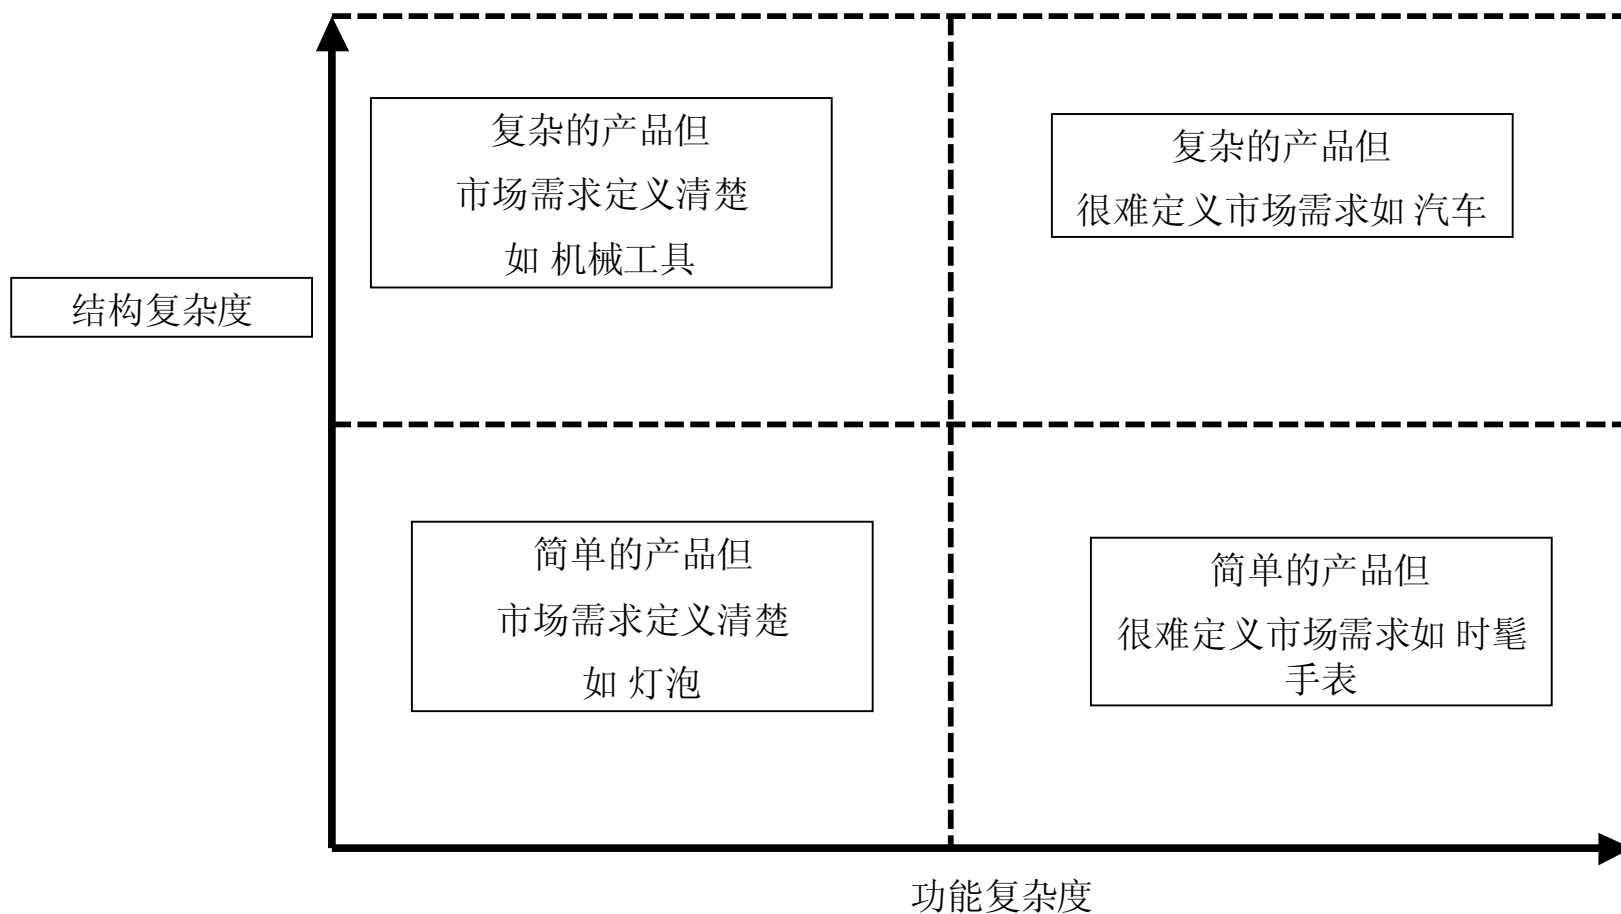 复杂的产品但
市场需求定义清楚
如 机械工具
复杂的产品但
很难定义市场需求如 汽车
结构复杂度
简单的产品但
市场需求定义清楚
如 灯泡
简单的产品但
很难定义市场需求如 时髦
手表
功能复杂度